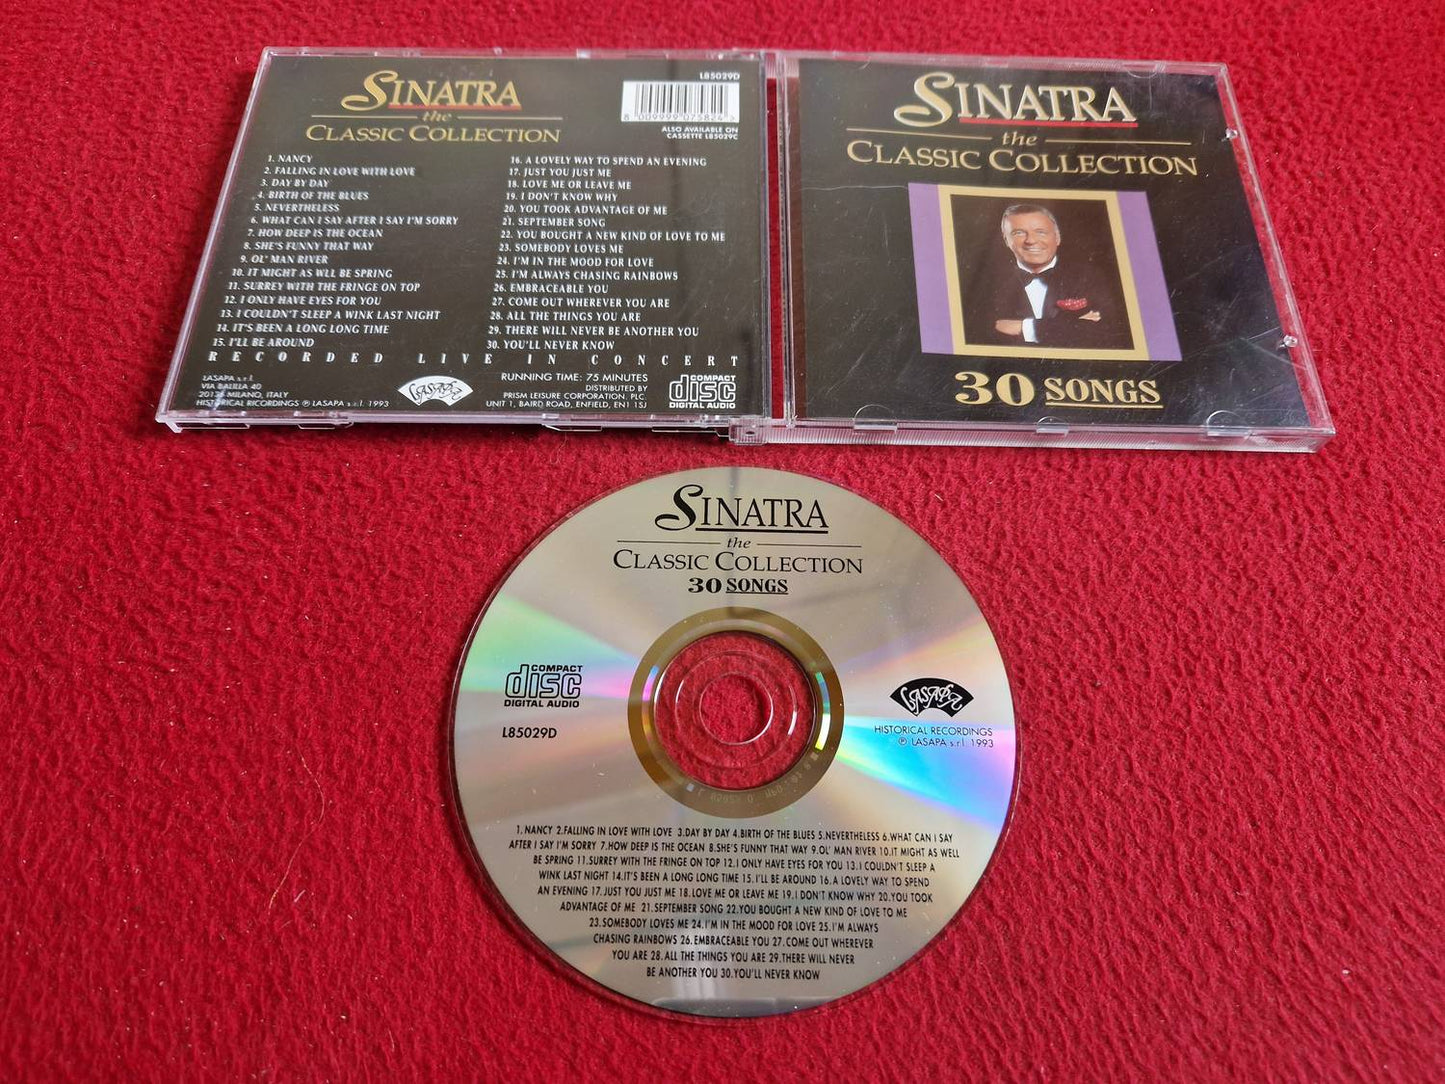 SINATRA
the
CLASSIC COLLECTION
L85029D
ALSO AVAILABLE ON
CASSETTE L85029C
1. NANCY
2. FALLING IN LOVE WITH LOVE
3. DAY BY DAY
4. BIRTH OF THE BLUES
5. NEVERTHELESS
6. WHAT CAN I SAY AFTER I SAY I'M SORRY
7. HOW DEEP IS THE OCEAN
8. SHE'S FUNNY THAT WAY
9. OL' MAN RIVER
10. IT MIGHT AS WLL BE SPRING
11. SURREY WITH THE FRINGE ON TOP
12. I ONLY HAVE EYES FOR YOU
13. I COULDN'T SLEEP A WINK LAST NIGHT
14. IT'S BEEN A LONG LONG TIME
15. I'LL BE AROUND
16. A LOVELY WAY TO SPEND AN EVENING
17. JUST YOU JUST ME
18. LOVE ME OR LEAVE ME
19. I DON'T KNOW WHY
20. YOU TOOK ADVANTAGE OF ME
21. SEPTEMBER SONG
22. YOU BOUGHT A NEW KIND OF LOVE TO ME
23. SOMEBODY LOVES ME
24. I'M IN THE MOOD FOR LOVE
25. I'M ALWAYS CHASING RAINBOWS
26. EMBRACEABLE YOU
27. COME OUT WHEREVER YOU ARE
28. ALL THE THINGS YOU ARE
29. THERE WILL NEVER BE ANOTHER YOU
30. YOU'LL NEVER KNOW
RECORDED LIVE IN CONCERT
LASAPA s.r.l.
VIA BALILLA 40
20136 MILANO, ITALY
HISTORICAL RECORDINGS ℗ LASAPA s.r.l. 1993
LASAPA
RUNNING TIME: 75 MINUTES
DISTRIBUTED BY
PRISM LEISURE CORPORATION, PLC.
UNIT 1, BAIRD ROAD, ENFIELD, EN1 1SJ
COMPACT
disc
DIGITAL AUDIO
SINATRA
the
CLASSIC COLLECTION
30 SONGS
SINATRA
the
CLASSIC COLLECTION
30 SONGS
COMPACT
disc
DIGITAL AUDIO
L85029D
LASAPA
HISTORICAL RECORDINGS
℗ LASAPA s.r.l. 1993
1. NANCY 2.FALLING IN LOVE WITH LOVE 3.DAY BY DAY 4.BIRTH OF THE BLUES 5.NEVERTHELESS 6.WHAT CAN I SAY
AFTER I SAY I'M SORRY 7.HOW DEEP IS THE OCEAN 8.SHE'S FUNNY THAT WAY 9.OL' MAN RIVER 10.IT MIGHT AS WELL
BE SPRING 11.SURREY WITH THE FRINGE ON TOP 12.I ONLY HAVE EYES FOR YOU 13.I COULDN'T SLEEP A
WINK LAST NIGHT 14.IT'S BEEN A LONG LONG TIME 15.I'LL BE AROUND 16.A LOVELY WAY TO SPEND
AN EVENING 17.JUST YOU JUST ME 18.LOVE ME OR LEAVE ME 19.I DON'T KNOW WHY 20.YOU TOOK
ADVANTAGE OF ME 21.SEPTEMBER SONG 22.YOU BOUGHT A NEW KIND OF LOVE TO ME
23.SOMEBODY LOVES ME 24.I'M IN THE MOOD FOR LOVE 25.I'M ALWAYS
CHASING RAINBOWS 26.EMBRACEABLE YOU 27.COME OUT WHEREVER
YOU ARE 28.ALL THE THINGS YOU ARE 29.THERE WILL NEVER
BE ANOTHER YOU 30.YOU'LL NEVER KNOW